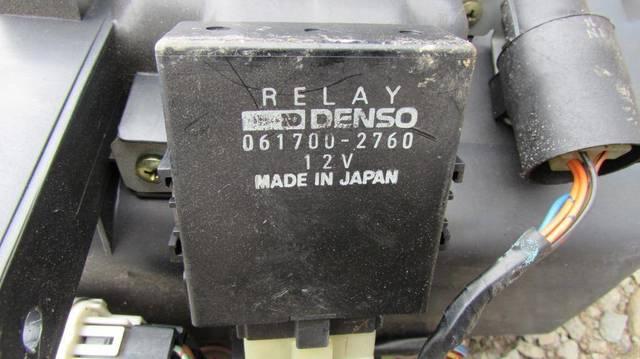 RELAY
DENSO
061700-2760
12V
MADE IN JAPAN